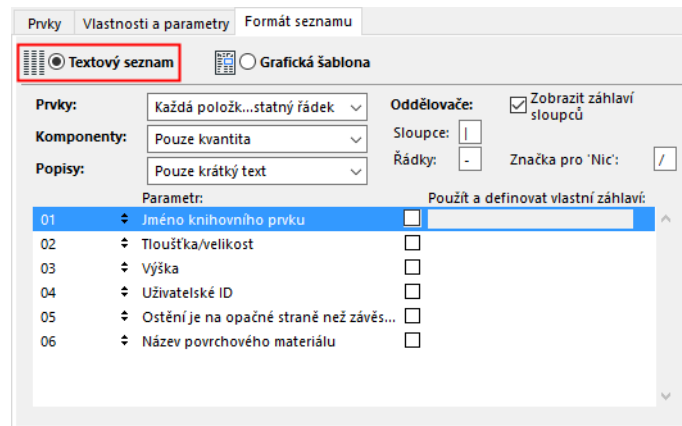 Prvky Vlastnosti a parametry Formát seznamu
Textový seznam Grafická šablona
Prvky: Každá položk...statný řádek Oddělovače: Zobrazit záhlaví sloupců
Komponenty: Pouze kvantita Sloupce: |
Popisy: Pouze krátký text Řádky: - Značka pro 'Nic': /
Parametr: Použít a definovat vlastní záhlaví:
01 Jméno knihovního prvku
02 Tloušťka/velikost
03 Výška
04 Uživatelské ID
05 Ostění je na opačné straně než závěs...
06 Název povrchového materiálu